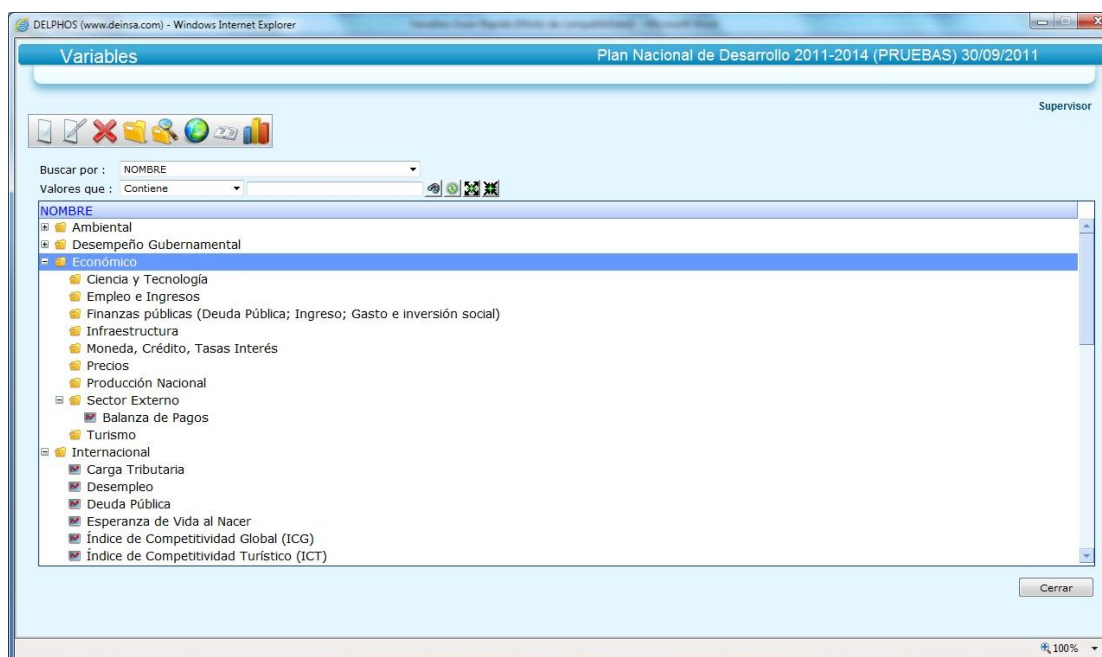 DELPHOS (www.deinsa.com) - Windows Internet Explorer
Variables
Plan Nacional de Desarrollo 2011-2014 (PRUEBAS) 30/09/2011
Supervisor
Buscar por : NOMBRE
Valores que : Contiene
NOMBRE
Ambiental
Desempeño Gubernamental
Económico
Ciencia y Tecnología
Empleo e Ingresos
Finanzas públicas (Deuda Pública; Ingreso; Gasto e inversión social)
Infraestructura
Moneda, Crédito, Tasas Interés
Precios
Producción Nacional
Sector Externo
Balanza de Pagos
Turismo
Internacional
Carga Tributaria
Desempleo
Deuda Pública
Esperanza de Vida al Nacer
Índice de Competitividad Global (ICG)
Índice de Competitividad Turístico (ICT)
Cerrar
100%